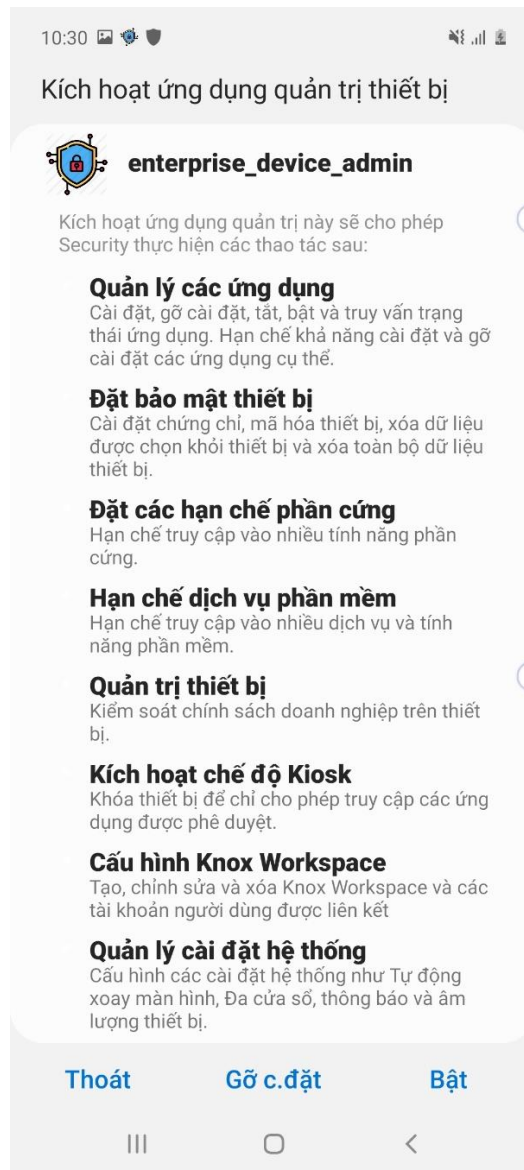 10:30
Kích hoạt ứng dụng quản trị thiết bị
enterprise_device_admin
Kích hoạt ứng dụng quản trị này sẽ cho phép
Security thực hiện các thao tác sau:
Quản lý các ứng dụng
Cài đặt, gỡ cài đặt, tắt, bật và truy vấn trạng
thái ứng dụng. Hạn chế khả năng cài đặt và gỡ
cài đặt các ứng dụng cụ thể.
Đặt bảo mật thiết bị
Cài đặt chứng chỉ, mã hóa thiết bị, xóa dữ liệu
được chọn khỏi thiết bị và xóa toàn bộ dữ liệu
thiết bị.
Đặt các hạn chế phần cứng
Hạn chế truy cập vào nhiều tính năng phần
cứng.
Hạn chế dịch vụ phần mềm
Hạn chế truy cập vào nhiều dịch vụ và tính
năng phần mềm.
Quản trị thiết bị
Kiểm soát chính sách doanh nghiệp trên thiết
bị.
Kích hoạt chế độ Kiosk
Khóa thiết bị để chỉ cho phép truy cập các ứng
dụng được phê duyệt.
Cấu hình Knox Workspace
Tạo, chỉnh sửa và xóa Knox Workspace và các
tài khoản người dùng được liên kết
Quản lý cài đặt hệ thống
Cấu hình các cài đặt hệ thống như Tự động
xoay màn hình, Đa cửa sổ, thông báo và âm
lượng thiết bị.
Thoát Gỡ c.đặt Bật